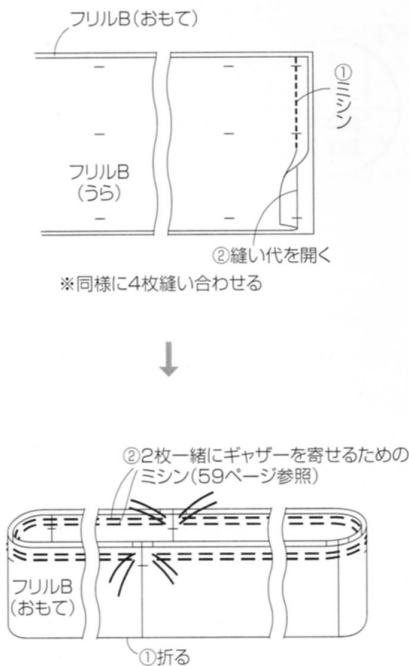 フリルB(おもて)
①ミシン
フリルB
(うら)
②縫い代を開く
※同様に4枚縫い合わせる
②2枚一緒にギャザーを寄せるための
ミシン(59ページ参照)
フリルB
(おもて)
①折る